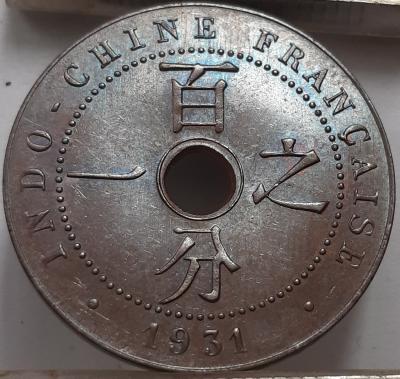 INDO-CHINE FRANÇAISE
百分之一
• 1931 •